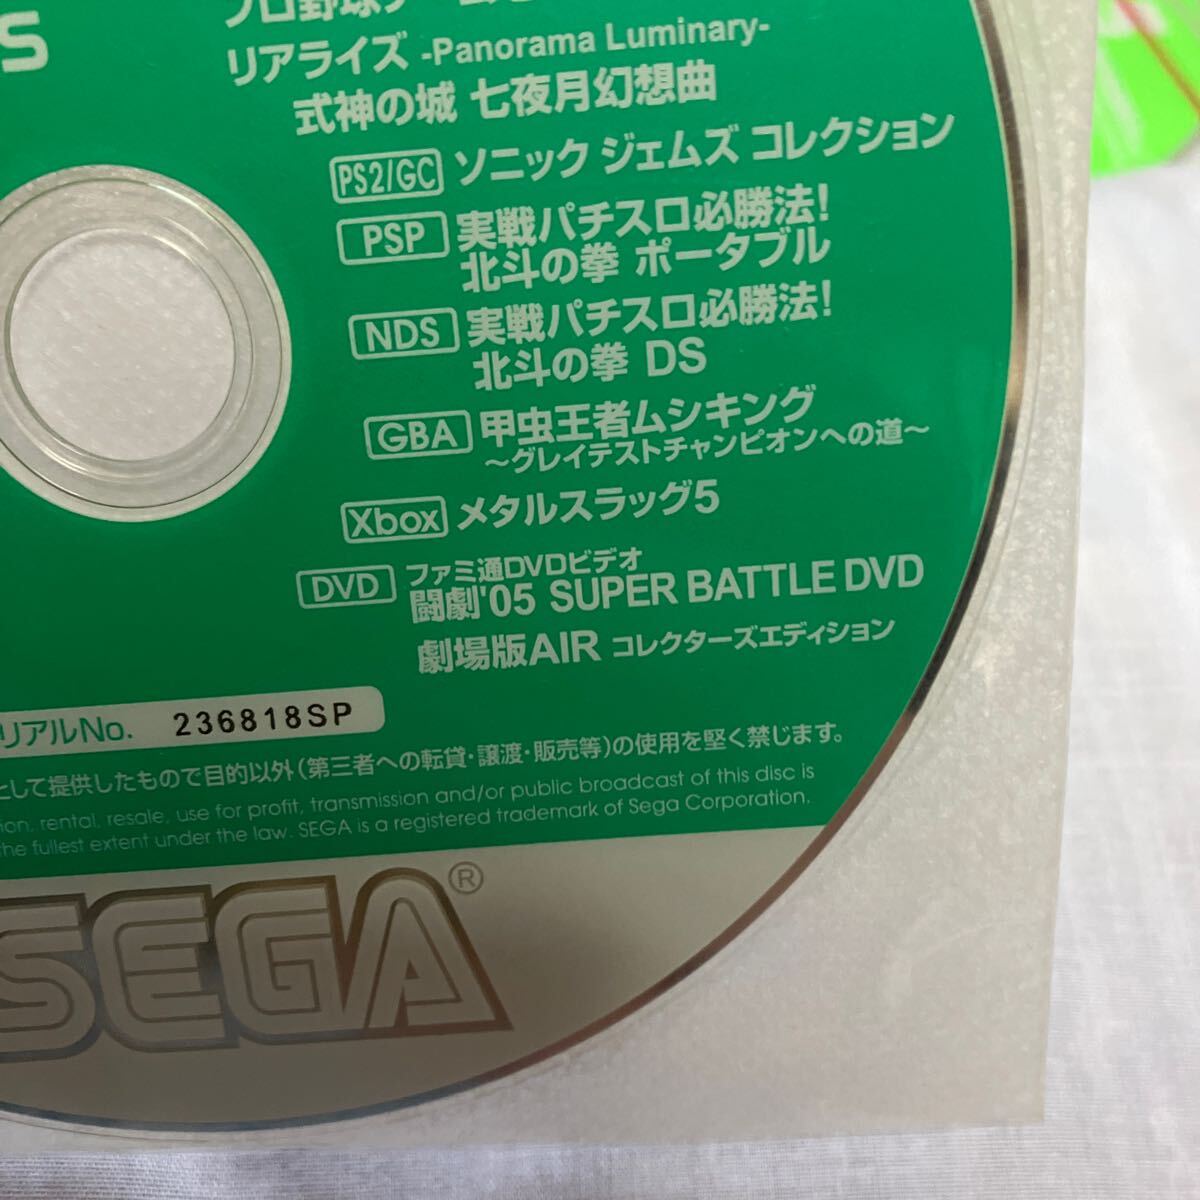 S
プロ野球チーム
リアライズ -Panorama Luminary-
式神の城 七夜月幻想曲
PS2/GC ソニック ジェムズ コレクション
PSP 実戦パチスロ必勝法!
北斗の拳 ポータブル
NDS 実戦パチスロ必勝法!
北斗の拳 DS
GBA 甲虫王者ムシキング
～グレイテストチャンピオンへの道～
Xbox メタルスラッグ5
DVD ファミ通DVDビデオ
闘劇'05 SUPER BATTLE DVD
劇場版AIR コレクターズエディション
リアルNo. 236818SP
として提供したもので目的以外(第三者への転貸・譲渡・販売等)の使用を堅く禁じます。
ion, rental, resale, use for profit, transmission and/or public broadcast of this disc is
the fullest extent under the law. SEGA is a registered trademark of Sega Corporation.
SEGA®